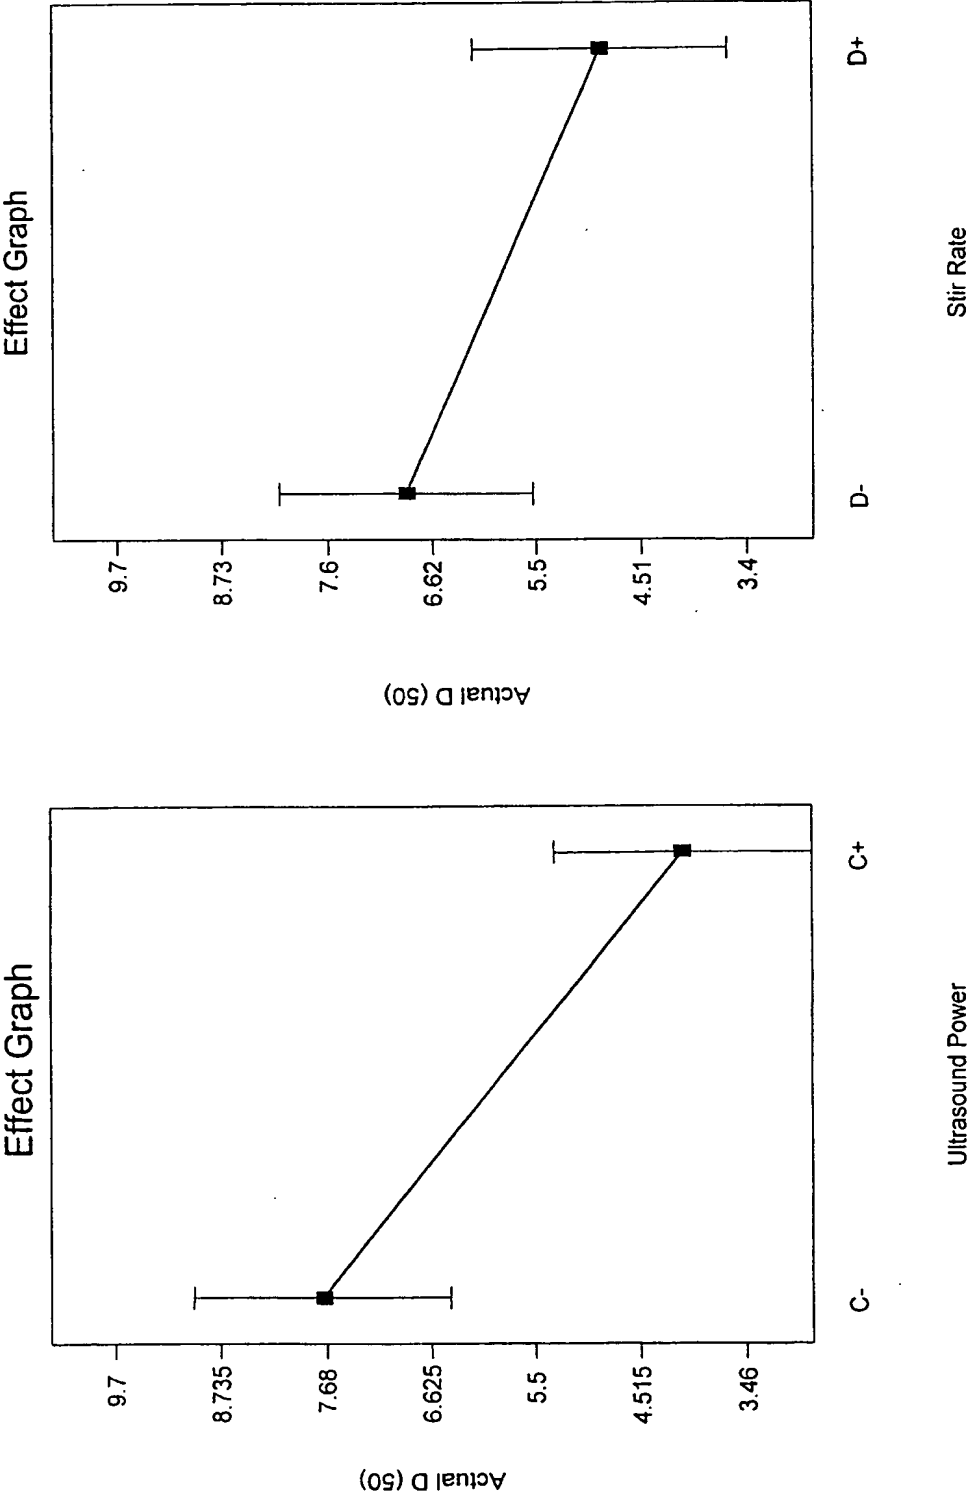 Effect Graph
9.7
8.735
7.68
6.625
5.5
4.515
3.46
Actual D (50)
C-
C+
Ultrasound Power
Effect Graph
9.7
8.73
7.6
6.62
5.5
4.51
3.4
Actual D (50)
D-
D+
Stir Rate